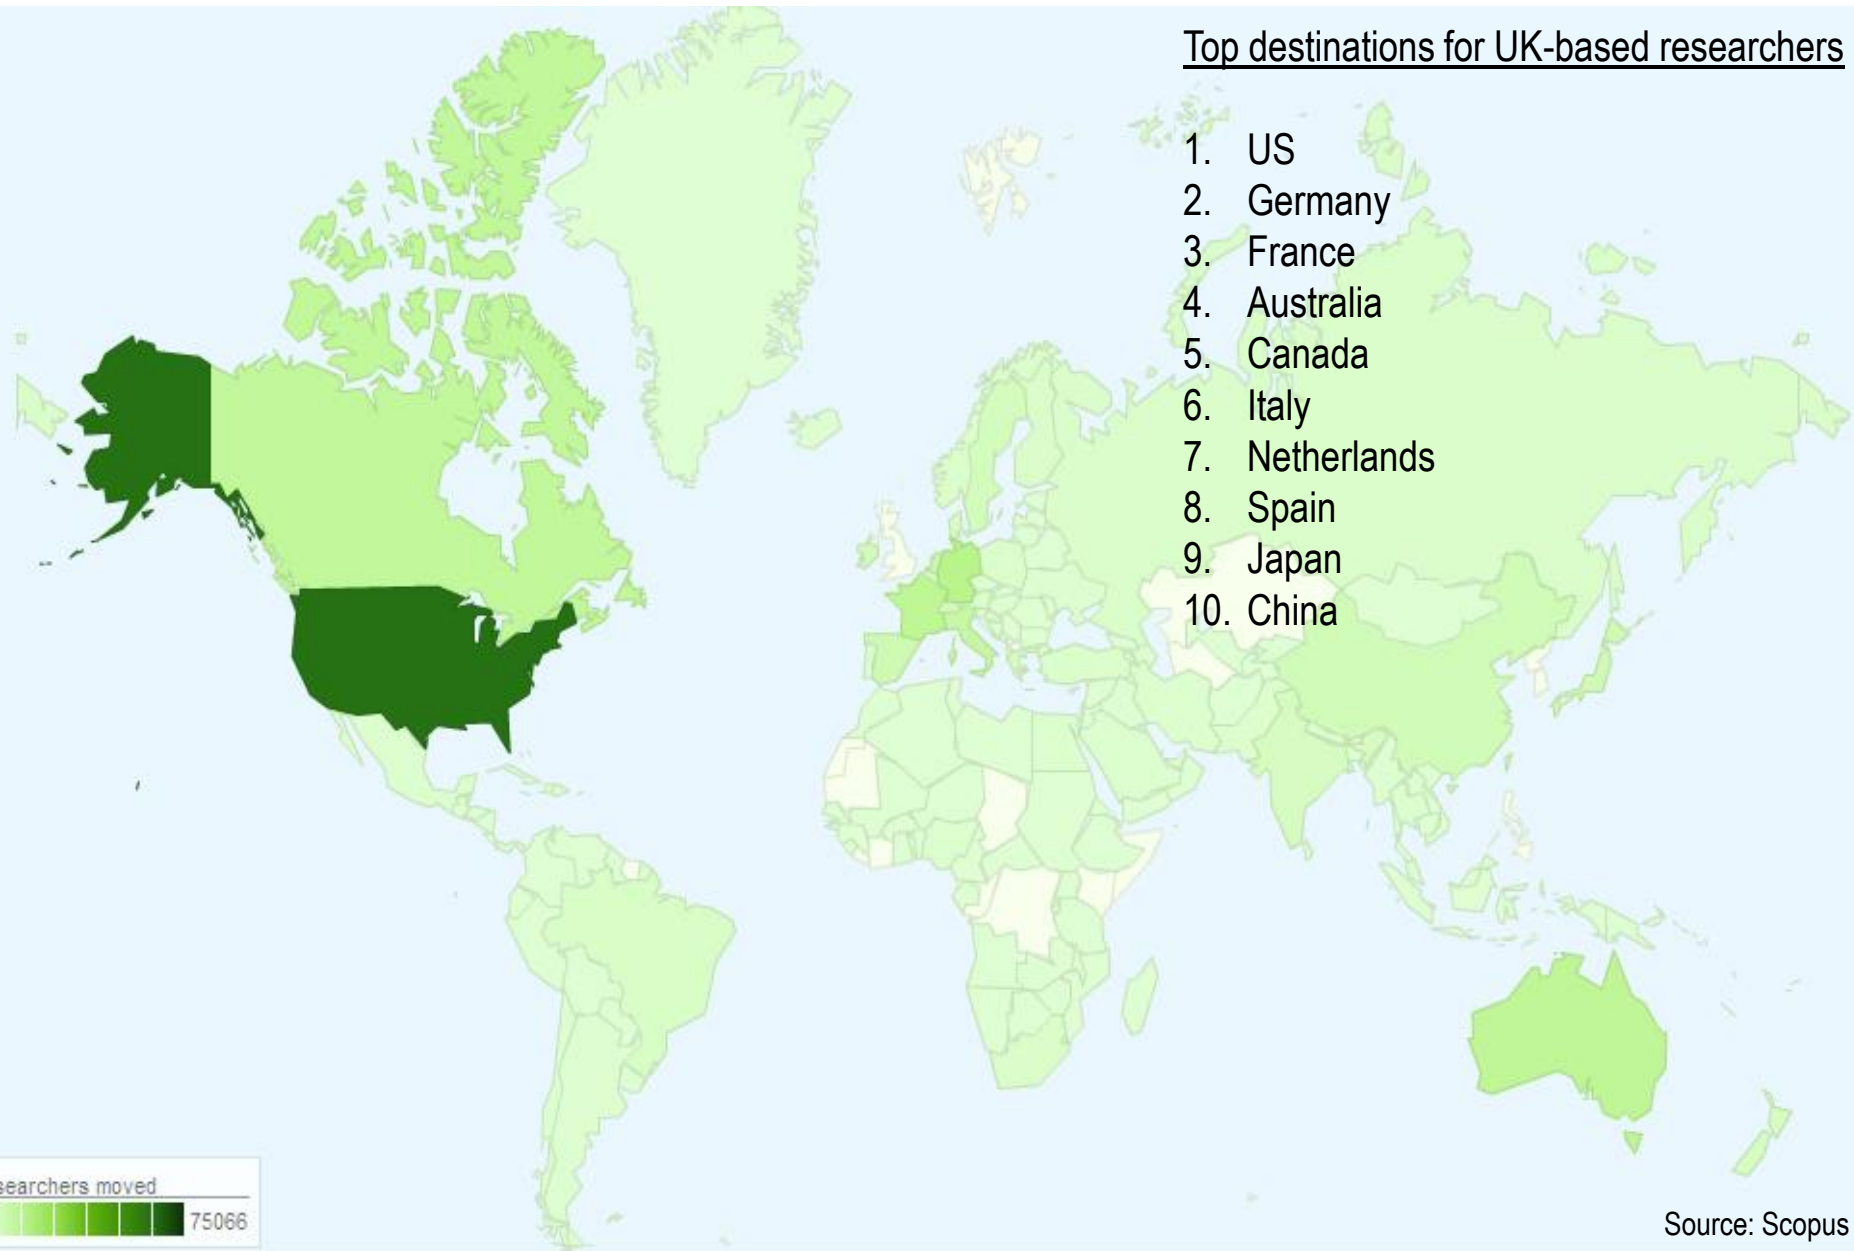 Top destinations for UK-based researchers
1. US
2. Germany
3. France
4. Australia
5. Canada
6. Italy
7. Netherlands
8. Spain
9. Japan
10. China
searchers moved
75066
Source: Scopus